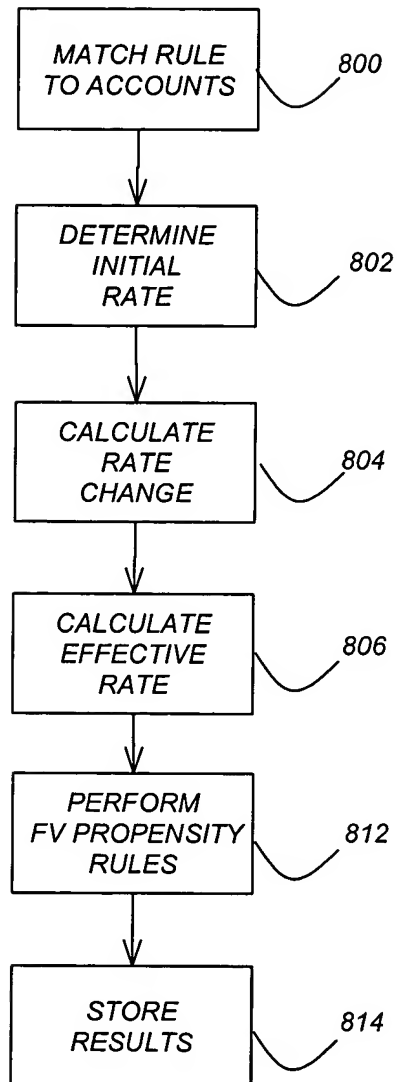 MATCH RULE
TO ACCOUNTS
800
DETERMINE
INITIAL
RATE
802
CALCULATE
RATE
CHANGE
804
CALCULATE
EFFECTIVE
RATE
806
PERFORM
FV PROPENSITY
RULES
812
STORE
RESULTS
814